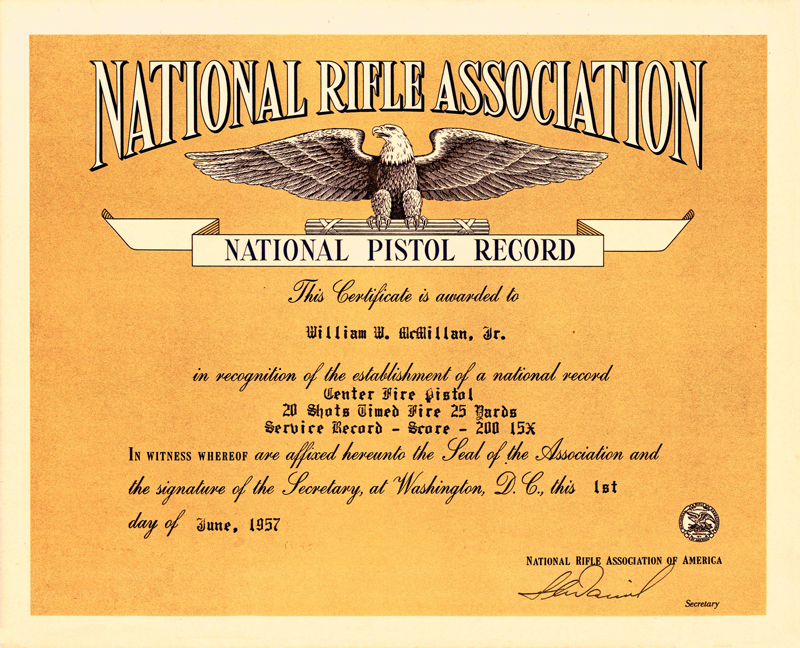 NATIONAL RIFLE ASSOCIATION
NATIONAL PISTOL RECORD
This Certificate is awarded to
William W. McMillan, Jr.
in recognition of the establishment of a national record
Center Fire Pistol
20 Shots Timed Fire 25 Yards
Service Record - Score - 200 15X
IN WITNESS WHEREOF are affixed hereunto the Seal of the Association and
the signature of the Secretary, at Washington, D. C., this 1st
day of June, 1957
NATIONAL RIFLE ASSOCIATION OF AMERICA
Secretary